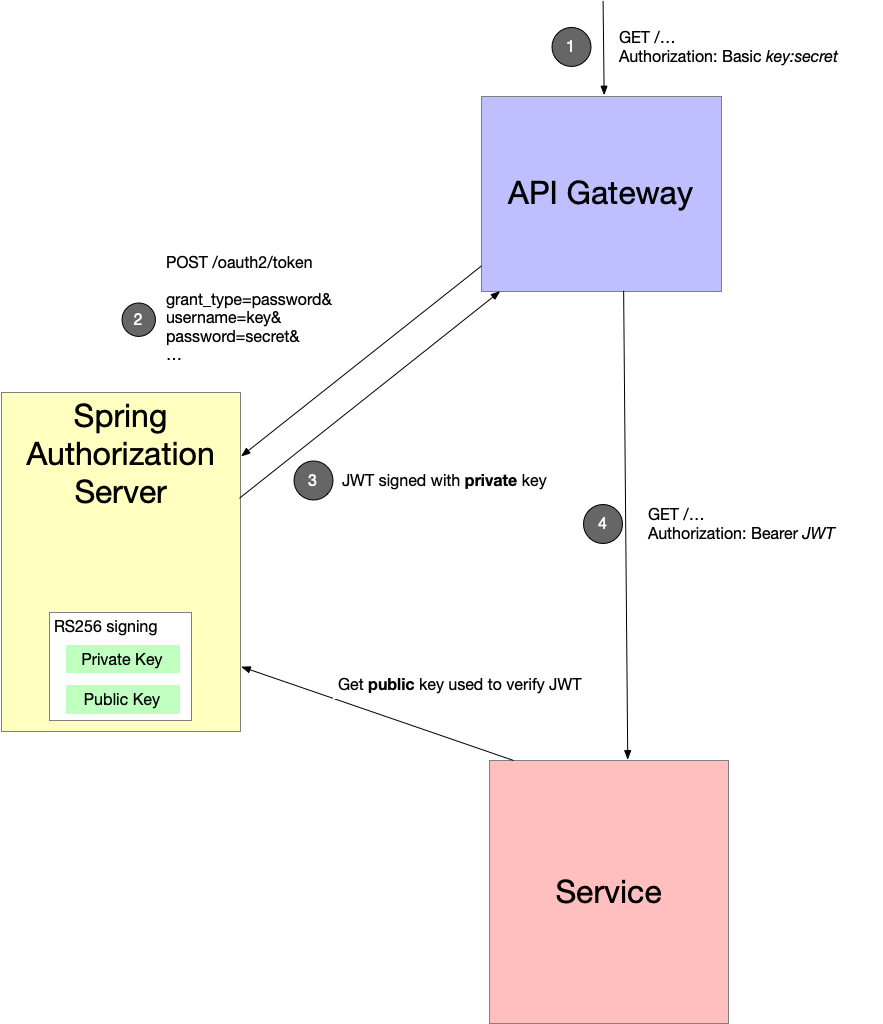 1
GET /…
Authorization: Basic key:secret
API Gateway
POST /oauth2/token
grant_type=password&
username=key&
password=secret&
…
2
Spring
Authorization
Server
3
JWT signed with private key
4
GET /…
Authorization: Bearer JWT
RS256 signing
Private Key
Public Key
Get public key used to verify JWT
Service